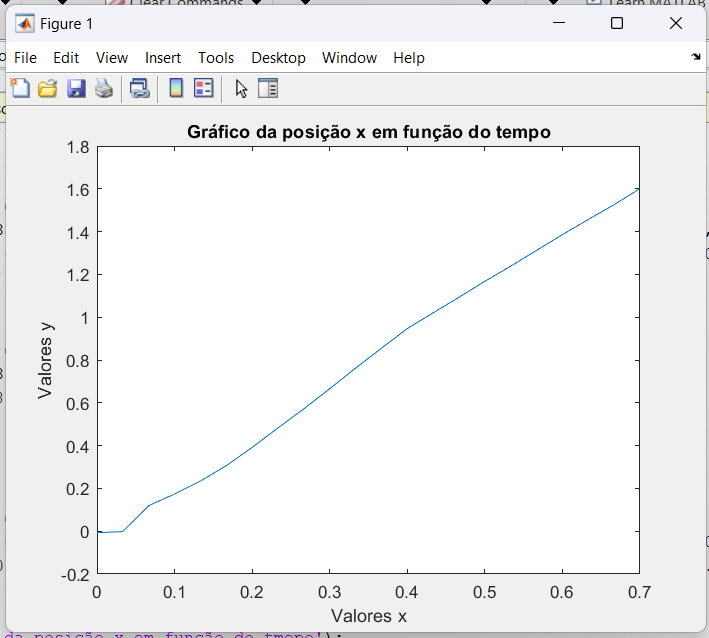 Clear Commands
Learn MATLAB
Figure 1
File Edit View Insert Tools Desktop Window Help
Gráfico da posição x em função do tempo
1.8
1.6
1.4
1.2
1
0.8
0.6
0.4
0.2
0
-0.2
Valores y
0 0.1 0.2 0.3 0.4 0.5 0.6 0.7
Valores x
da posição x em função do tmepo');